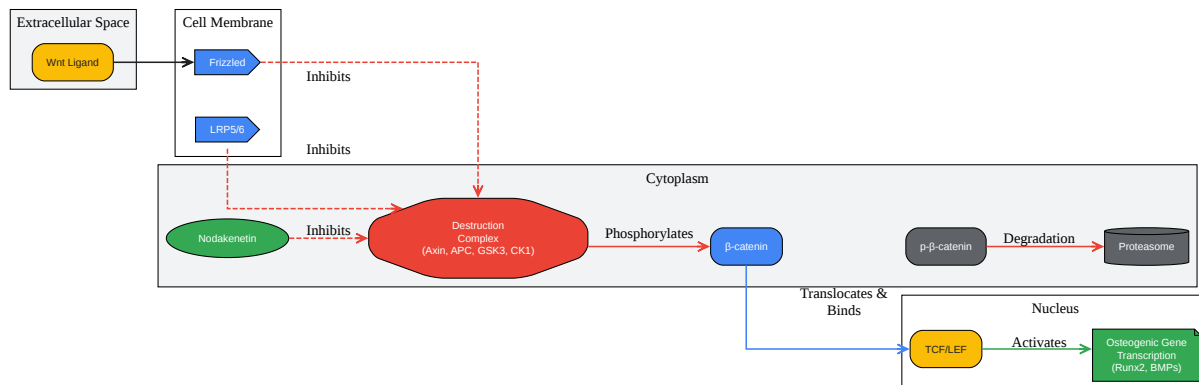 Extracellular Space
Wnt Ligand
Cell Membrane
Frizzled
LRP5/6
Inhibits
Inhibits
Cytoplasm
Nodakenetin
Inhibits
Destruction
Complex
(Axin, APC, GSK3, CK1)
Phosphorylates
β-catenin
p-β-catenin
Degradation
Proteasome
Translocates &
Binds
Nucleus
TCF/LEF
Activates
Osteogenic Gene
Transcription
(Runx2, BMPs)